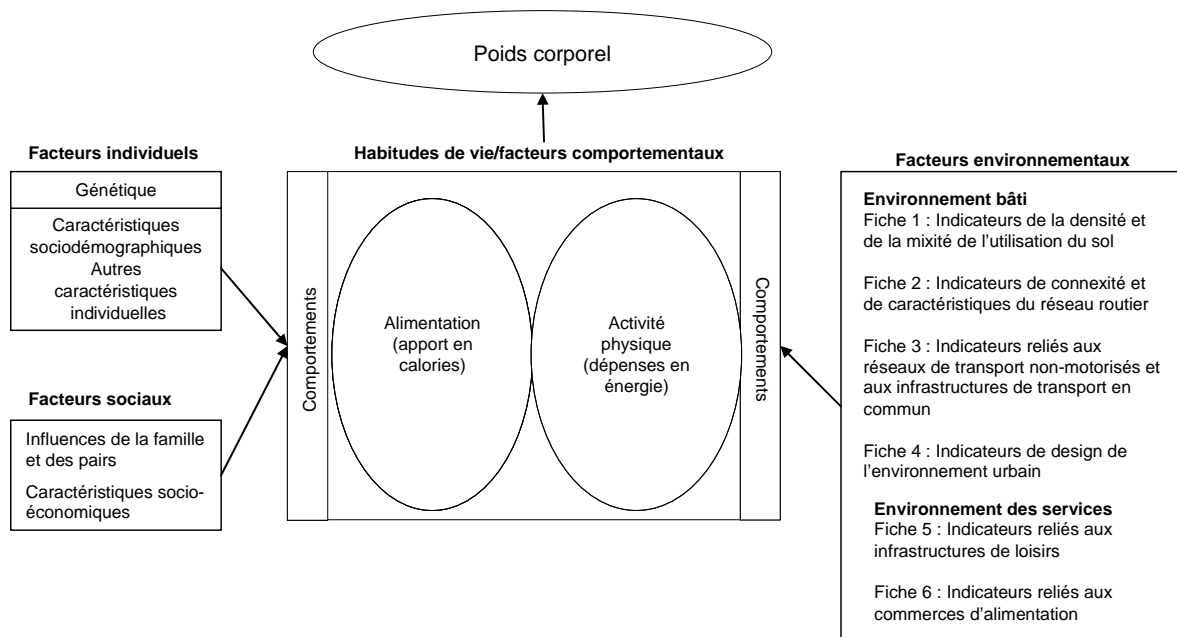 Poids corporel
Facteurs individuels
Génétique
Caractéristiques
sociodémographiques
Autres
caractéristiques
individuelles
Facteurs sociaux
Influences de la famille
et des pairs
Caractéristiques socio-
économiques
Habitudes de vie/facteurs comportementaux
Comportements
Alimentation
(apport en
calories)
Activité
physique
(dépenses en
énergie)
Comportements
Facteurs environnementaux
Environnement bâti
Fiche 1 : Indicateurs de la densité et
de la mixité de l’utilisation du sol
Fiche 2 : Indicateurs de connexité et
de caractéristiques du réseau routier
Fiche 3 : Indicateurs reliés aux
réseaux de transport non-motorisés et
aux infrastructures de transport en
commun
Fiche 4 : Indicateurs de design de
l’environnement urbain
Environnement des services
Fiche 5 : Indicateurs reliés aux
infrastructures de loisirs
Fiche 6 : Indicateurs reliés aux
commerces d’alimentation